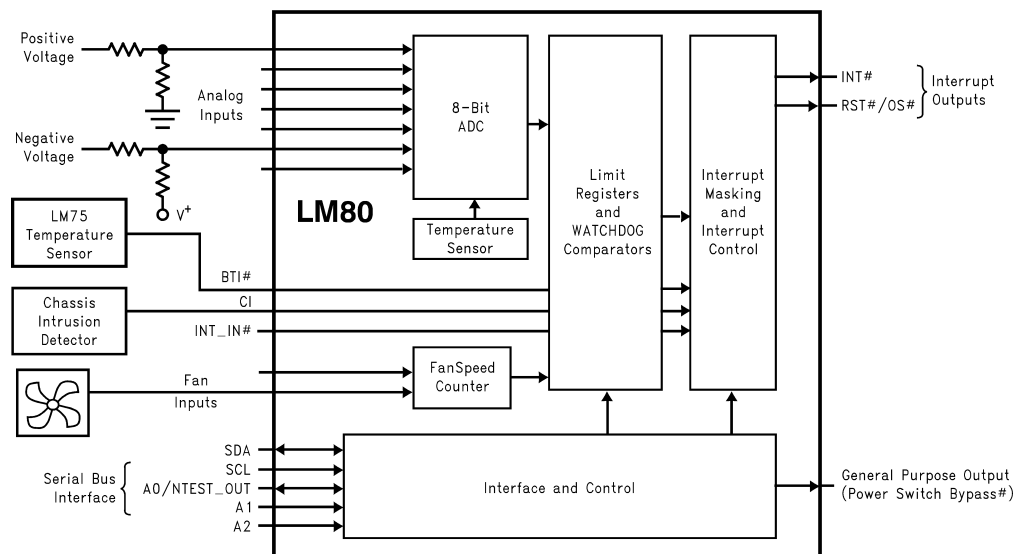 Positive
Voltage
Analog
Inputs
Negative
Voltage
V+
8-Bit
ADC
LM80
Temperature
Sensor
Limit
Registers
and
WATCHDOG
Comparators
Interrupt
Masking
and
Interrupt
Control
INT#
RST#/OS#
Interrupt
Outputs
LM75
Temperature
Sensor
BTI#
Chassis
Intrusion
Detector
CI
INT_IN#
Fan
Inputs
FanSpeed
Counter
Serial Bus
Interface
SDA
SCL
A0/NTEST_OUT
A1
A2
Interface and Control
General Purpose Output
(Power Switch Bypass#)